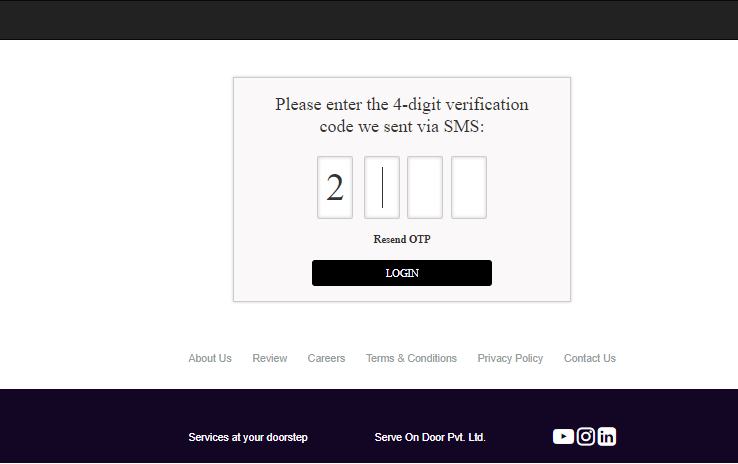 Please enter the 4-digit verification
code we sent via SMS:
2
Resend OTP
LOGIN
About Us Review Careers Terms & Conditions Privacy Policy Contact Us
Services at your doorstep Serve On Door Pvt. Ltd.